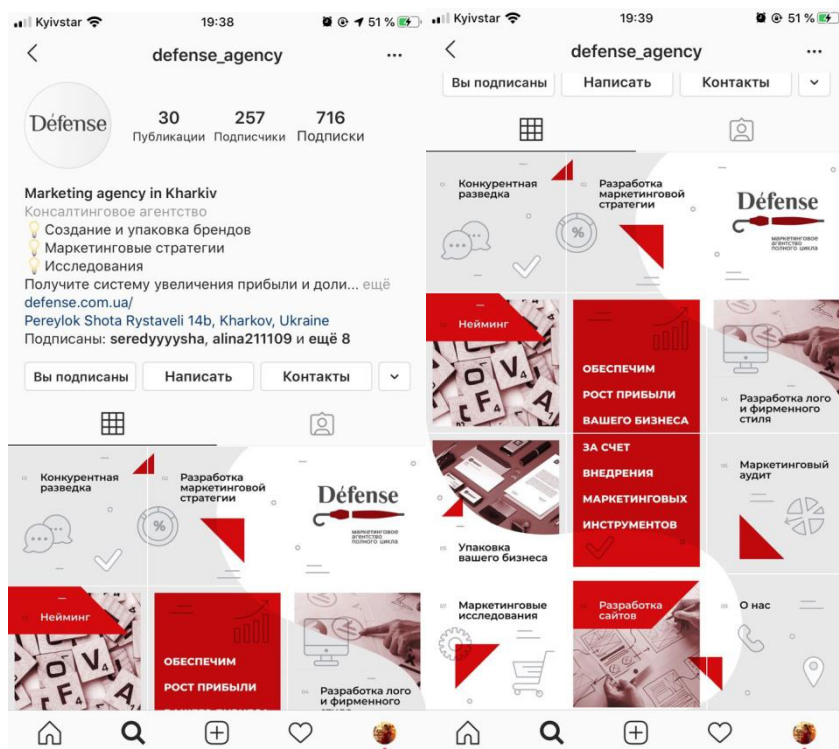 Kyivstar
19:38
51 %
defense_agency
Défense
30
257
716
Публикации
Подписчики
Подписки
Marketing agency in Kharkiv
Консалтинговое агентство
Создание и упаковка брендов
Маркетинговые стратегии
Исследования
Получите систему увеличения прибыли и доли... ещё
defense.com.ua/
Pereylok Shota Rystaveli 14b, Kharkov, Ukraine
Подписаны: seredyyyysha, alina211109 и ещё 8
Вы подписаны
Написать
Контакты
Конкурентная
разведка
%
Разработка
маркетинговой
стратегии
Défense
маркетинговое
агентство
полного цикла
Нейминг
ОБЕСПЕЧИМ
РОСТ ПРИБЫЛИ
Разработка лого
и фирменного
Kyivstar
19:39
51 %
defense_agency
Вы подписаны
Написать
Контакты
Конкурентная
разведка
%
Разработка
маркетинговой
стратегии
Défense
маркетинговое
агентство
полного цикла
Нейминг
ОБЕСПЕЧИМ
РОСТ ПРИБЫЛИ
ВАШЕГО БИЗНЕСА
Разработка лого
и фирменного
стиля
Упаковка
вашего бизнеса
ЗА СЧЕТ
ВНЕДРЕНИЯ
МАРКЕТИНГОВЫХ
ИНСТРУМЕНТОВ
Маркетинговый
аудит
Маркетинговые
исследования
Разработка
сайтов
О нас